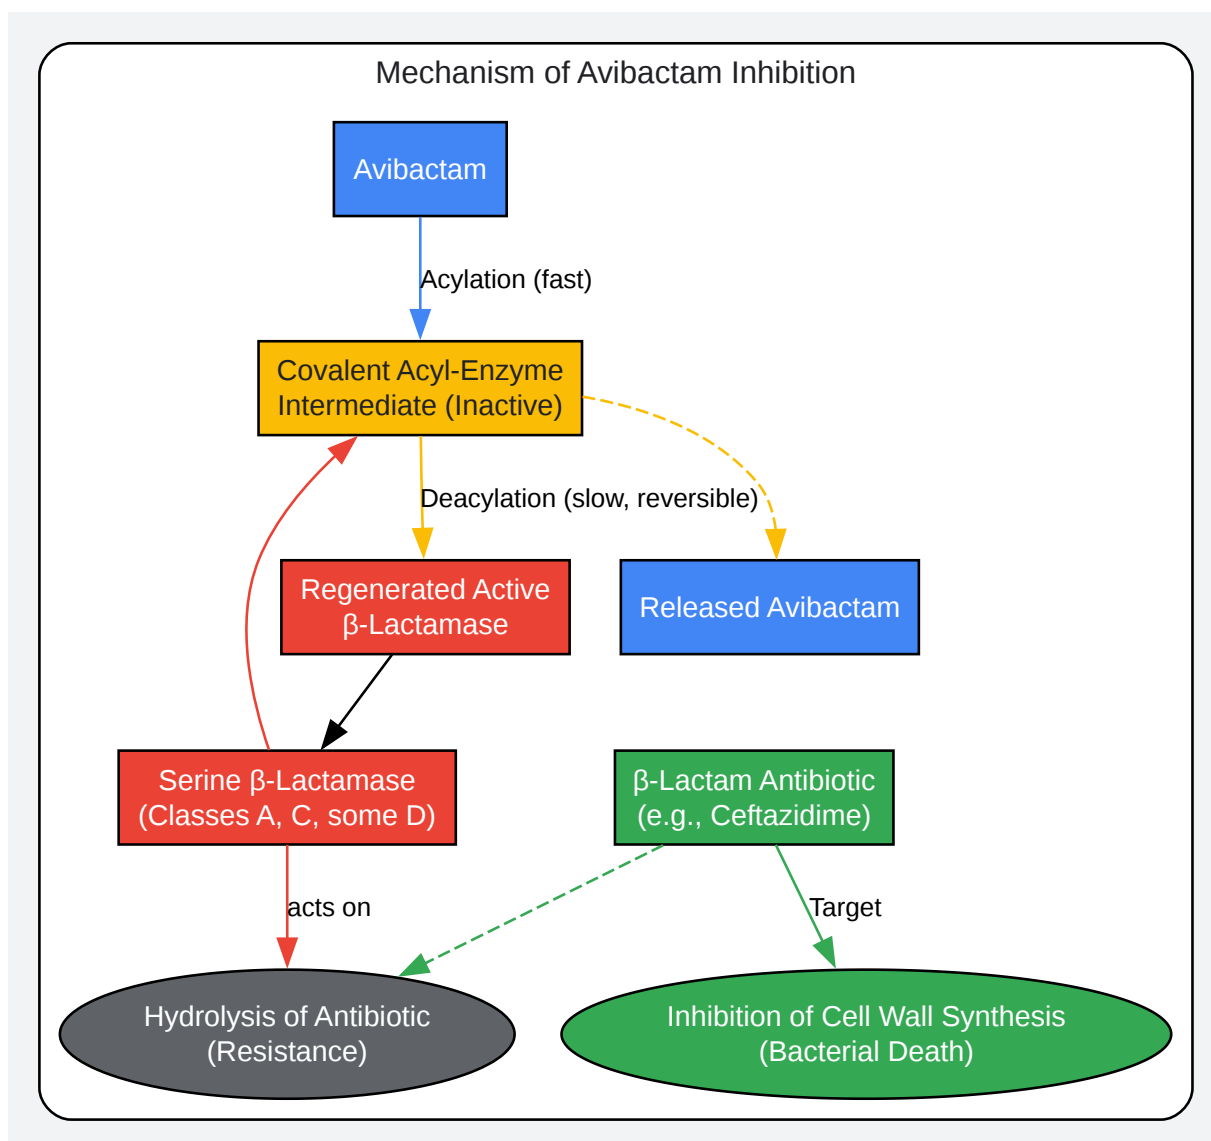 Mechanism of Avibactam Inhibition
Avibactam
Acylation (fast)
Covalent Acyl-Enzyme
Intermediate (Inactive)
Deacylation (slow, reversible)
Regenerated Active
β-Lactamase
Released Avibactam
Serine β-Lactamase
(Classes A, C, some D)
β-Lactam Antibiotic
(e.g., Ceftazidime)
acts on
Target
Hydrolysis of Antibiotic
(Resistance)
Inhibition of Cell Wall Synthesis
(Bacterial Death)